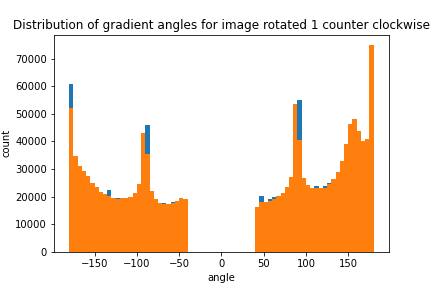 Distribution of gradient angles for image rotated 1 counter clockwise
70000
60000
50000
40000
30000
20000
10000
0
count
−150 −100 −50 0 50 100 150
angle